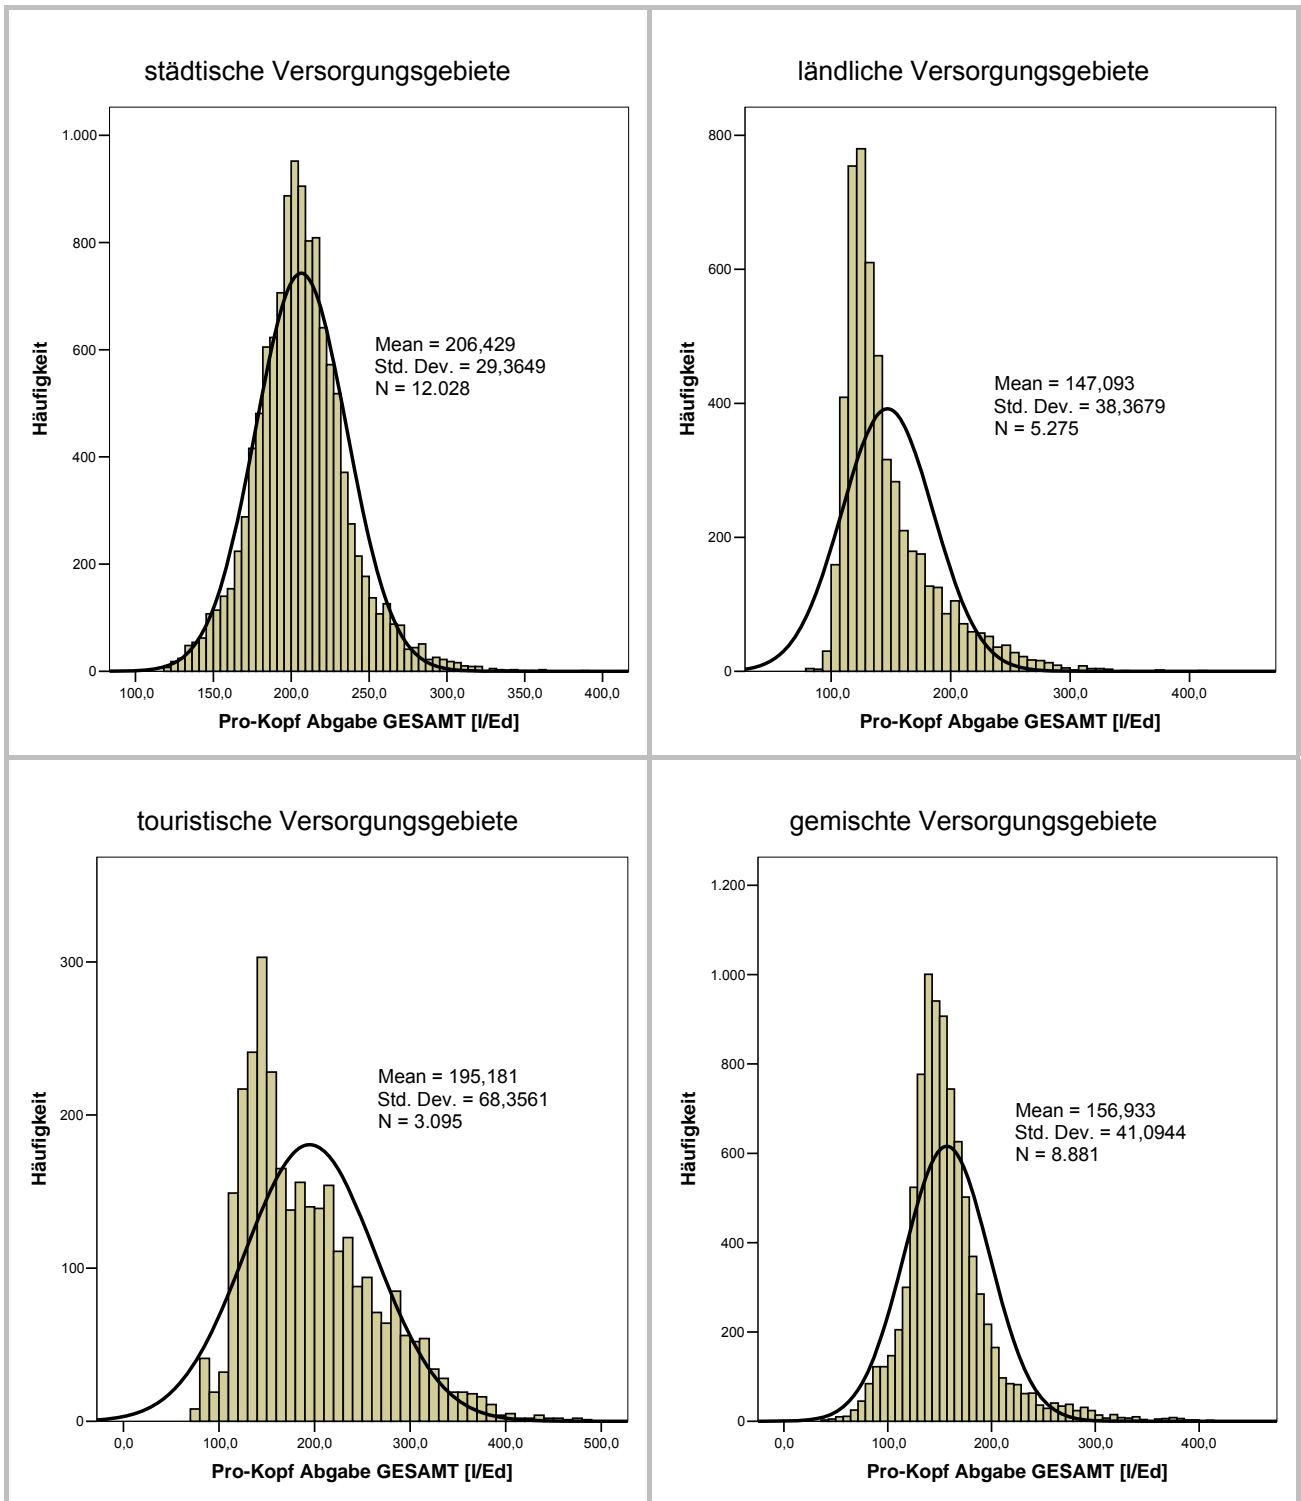 städtische Versorgungsgebiete
1.000
800
600
400
200
0
Häufigkeit
Mean = 206,429
Std. Dev. = 29,3649
N = 12.028
100,0 150,0 200,0 250,0 300,0 350,0 400,0
Pro-Kopf Abgabe GESAMT [l/Ed]
ländliche Versorgungsgebiete
800
600
400
200
0
Häufigkeit
Mean = 147,093
Std. Dev. = 38,3679
N = 5.275
100,0 200,0 300,0 400,0
Pro-Kopf Abgabe GESAMT [l/Ed]
touristische Versorgungsgebiete
300
200
100
0
Häufigkeit
Mean = 195,181
Std. Dev. = 68,3561
N = 3.095
0,0 100,0 200,0 300,0 400,0 500,0
Pro-Kopf Abgabe GESAMT [l/Ed]
gemischte Versorgungsgebiete
1.200
1.000
800
600
400
200
0
Häufigkeit
Mean = 156,933
Std. Dev. = 41,0944
N = 8.881
0,0 100,0 200,0 300,0 400,0
Pro-Kopf Abgabe GESAMT [l/Ed]